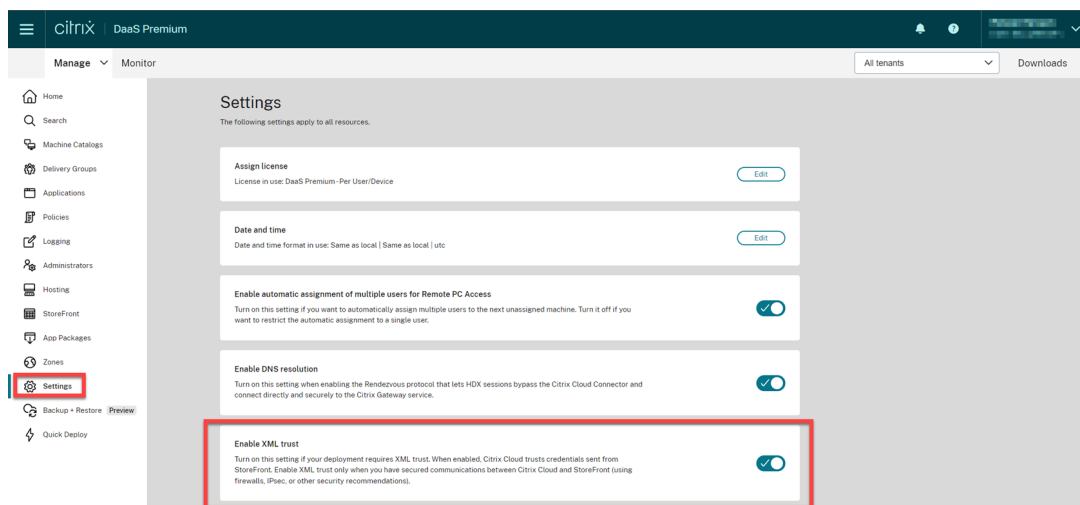 citrix DaaS Premium
Manage Monitor All tenants Downloads
Home
Search
Machine Catalogs
Delivery Groups
Applications
Policies
Logging
Administrators
Hosting
StoreFront
App Packages
Zones
Settings
Backup + Restore Preview
Quick Deploy
Settings
The following settings apply to all resources.
Assign license
License in use: DaaS Premium - Per User/Device
Edit
Date and time
Date and time format in use: Same as local | Same as local | utc
Edit
Enable automatic assignment of multiple users for Remote PC Access
Turn on this setting if you want to automatically assign multiple users to the next unassigned machine. Turn it off if you
want to restrict the automatic assignment to a single user.
Enable DNS resolution
Turn on this setting when enabling the Rendezvous protocol that lets HDX sessions bypass the Citrix Cloud Connector and
connect directly and securely to the Citrix Gateway service.
Enable XML trust
Turn on this setting if your deployment requires XML trust. When enabled, Citrix Cloud trusts credentials sent from
StoreFront. Enable XML trust only when you have secured communications between Citrix Cloud and StoreFront (using
firewalls, IPsec, or other security recommendations).